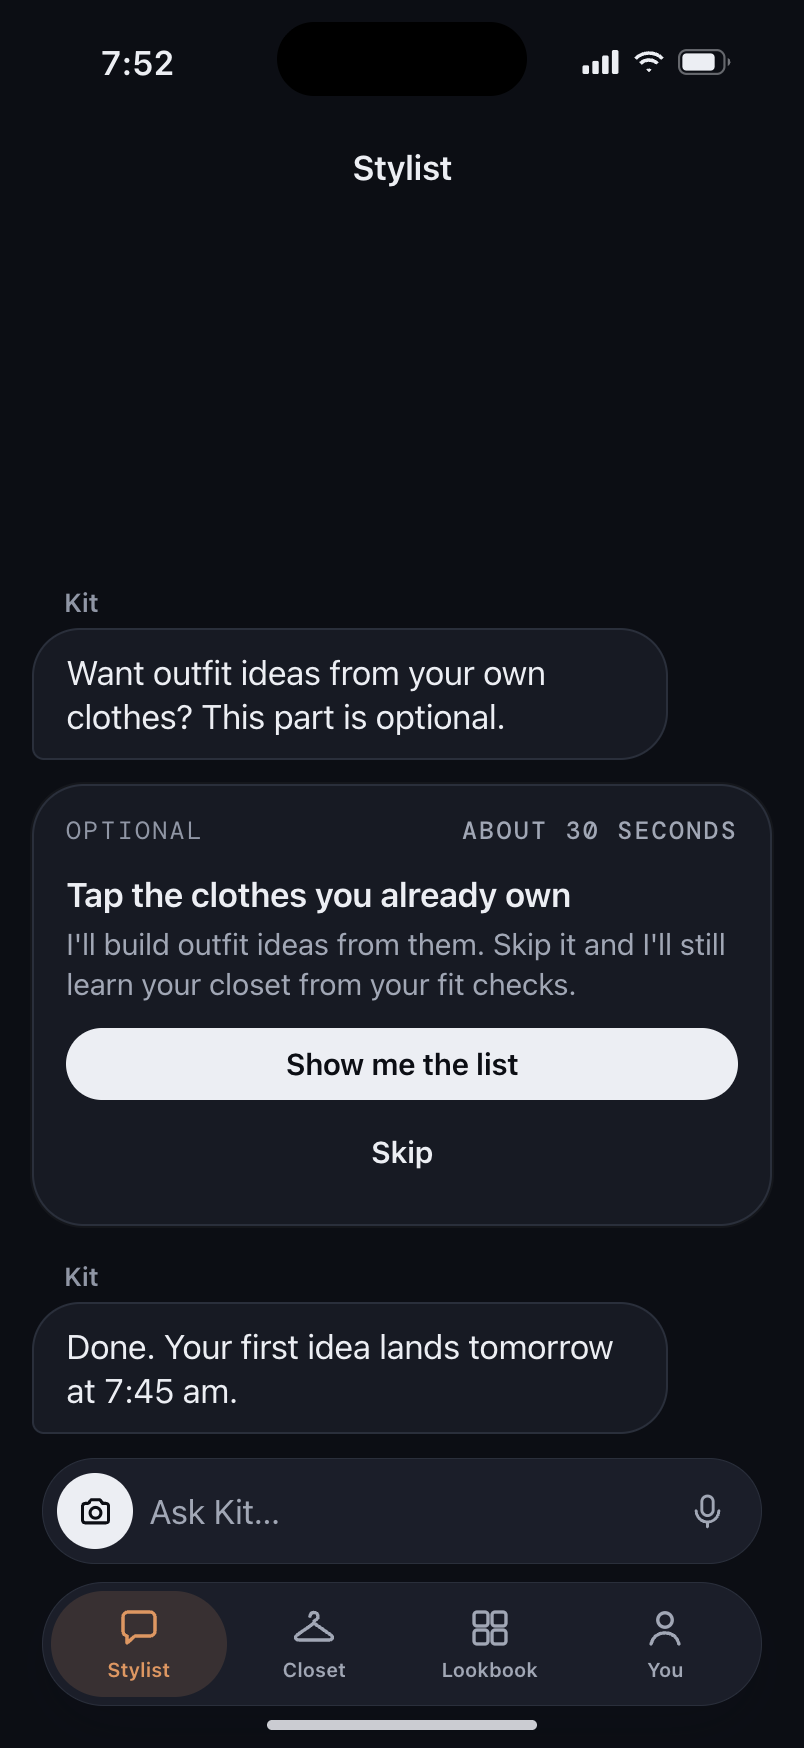 7:52
Stylist
Kit
Want outfit ideas from your own
clothes? This part is optional.
OPTIONAL ABOUT 30 SECONDS
Tap the clothes you already own
I'll build outfit ideas from them. Skip it and I'll still
learn your closet from your fit checks.
Show me the list
Skip
Kit
Done. Your first idea lands tomorrow
at 7:45 am.
Ask Kit...
Stylist Closet Lookbook You